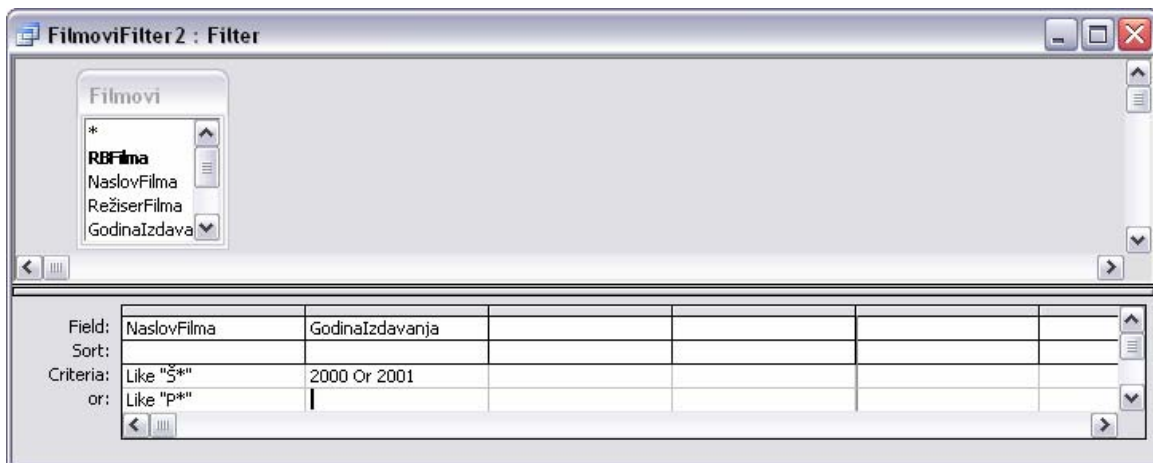 FilmoviFilter2 : Filter
Filmovi
*
RBFilma
NaslovFilma
RežiserFilma
GodinaIzdava
Field: NaslovFilma GodinaIzdavanja
Sort:
Criteria: Like "Š*" 2000 Or 2001
or: Like "P*"